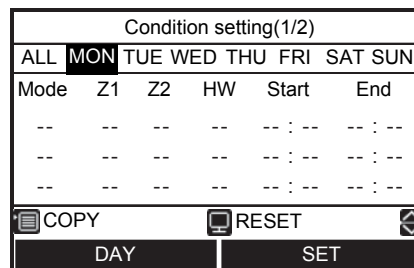 Condition setting(1/2)
ALL MON TUE WED THU FRI SAT SUN
Mode Z1 Z2 HW Start End
-- -- -- -- -- : -- -- : --
-- -- -- -- -- : -- -- : --
-- -- -- -- -- : -- -- : --
COPY RESET
DAY SET